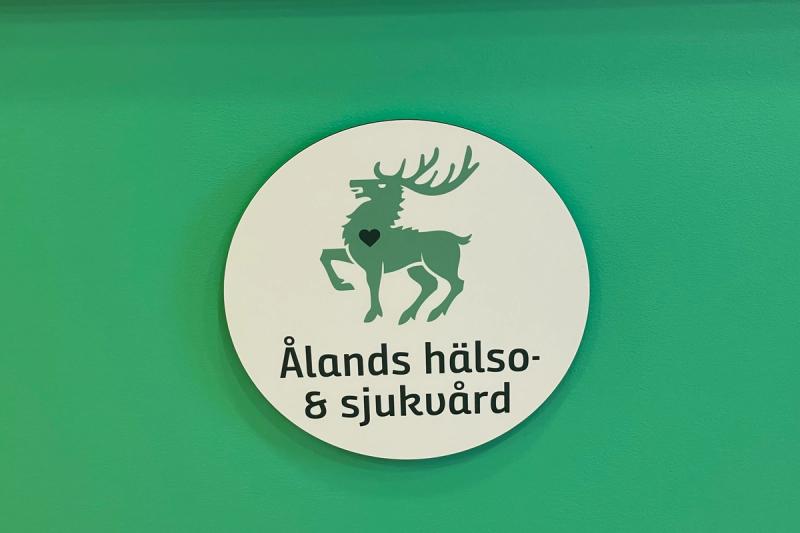 Ålands hälso-
& sjukvård